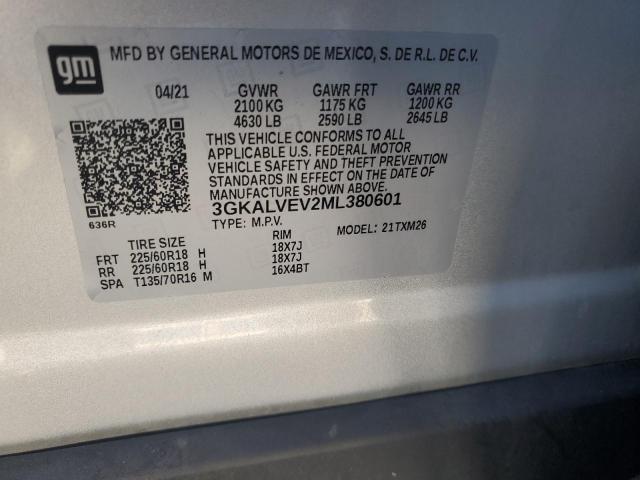 gm
MFD BY GENERAL MOTORS DE MEXICO, S. DE R.L. DE C.V.
04/21 GVWR GAWR FRT GAWR RR
2100 KG 1175 KG 1200 KG
4630 LB 2590 LB 2645 LB
THIS VEHICLE CONFORMS TO ALL
APPLICABLE U.S. FEDERAL MOTOR
VEHICLE SAFETY AND THEFT PREVENTION
STANDARDS IN EFFECT ON THE DATE OF
MANUFACTURE SHOWN ABOVE.
3GKALVEV2ML380601
636R
TYPE: M.P.V. MODEL: 21TXM26
TIRE SIZE RIM
FRT 225/60R18 H 18X7J
RR 225/60R18 H 18X7J
SPA T135/70R16 M 16X4BT